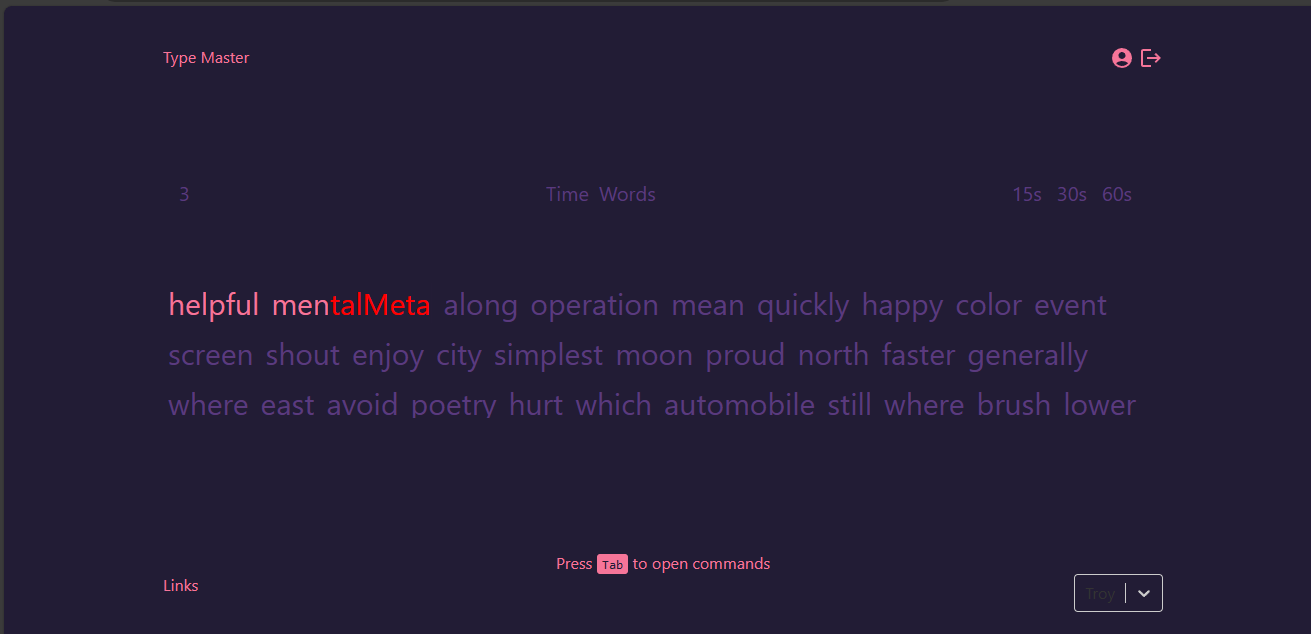 Type Master
3 Time Words 15s 30s 60s
helpful mentalMeta along operation mean quickly happy color event
screen shout enjoy city simplest moon proud north faster generally
where east avoid poetry hurt which automobile still where brush lower
Press Tab to open commands
Links
Troy